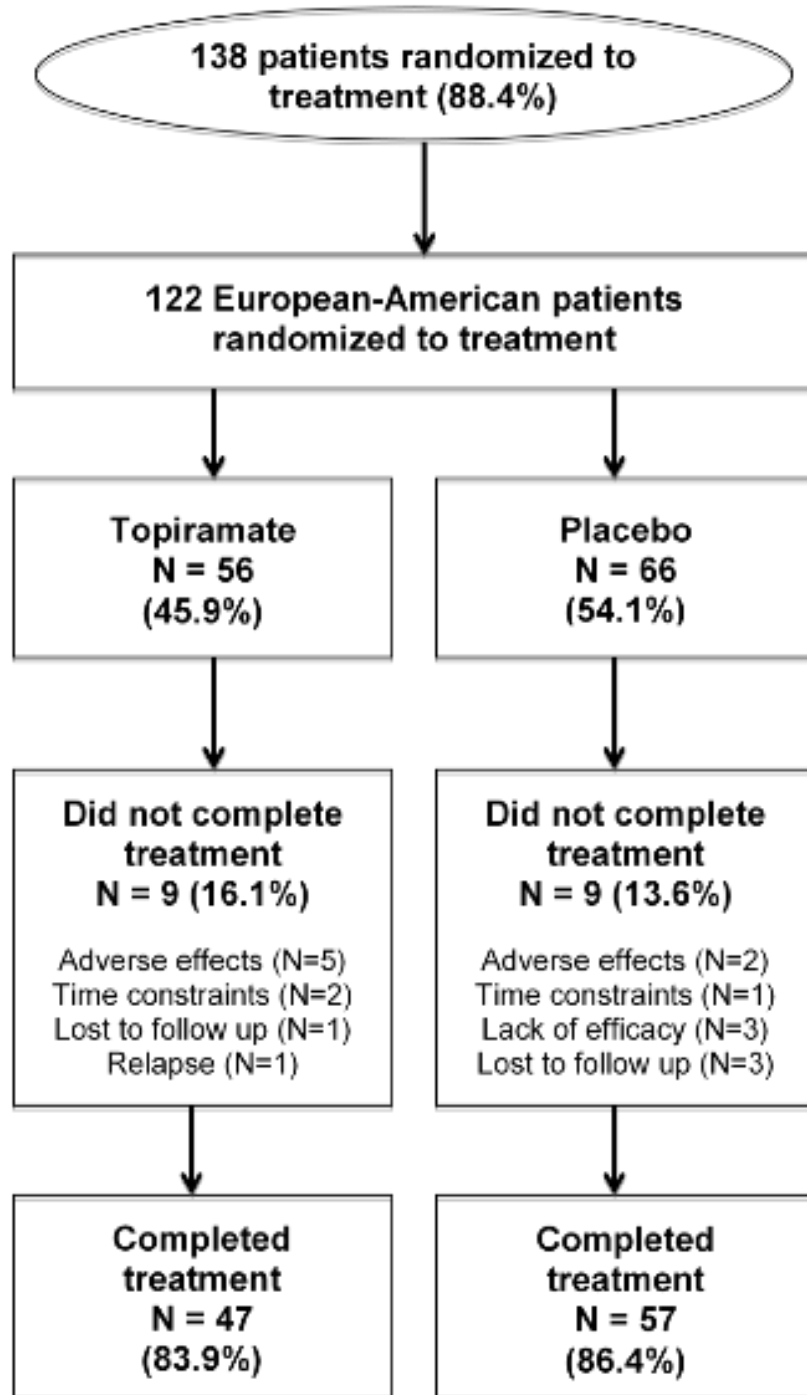 138 patients randomized to
treatment (88.4%)
122 European-American patients
randomized to treatment
Topiramate
N = 56
(45.9%)
Placebo
N = 66
(54.1%)
Did not complete
treatment
N = 9 (16.1%)
Adverse effects (N=5)
Time constraints (N=2)
Lost to follow up (N=1)
Relapse (N=1)
Did not complete
treatment
N = 9 (13.6%)
Adverse effects (N=2)
Time constraints (N=1)
Lack of efficacy (N=3)
Lost to follow up (N=3)
Completed
treatment
N = 47
(83.9%)
Completed
treatment
N = 57
(86.4%)